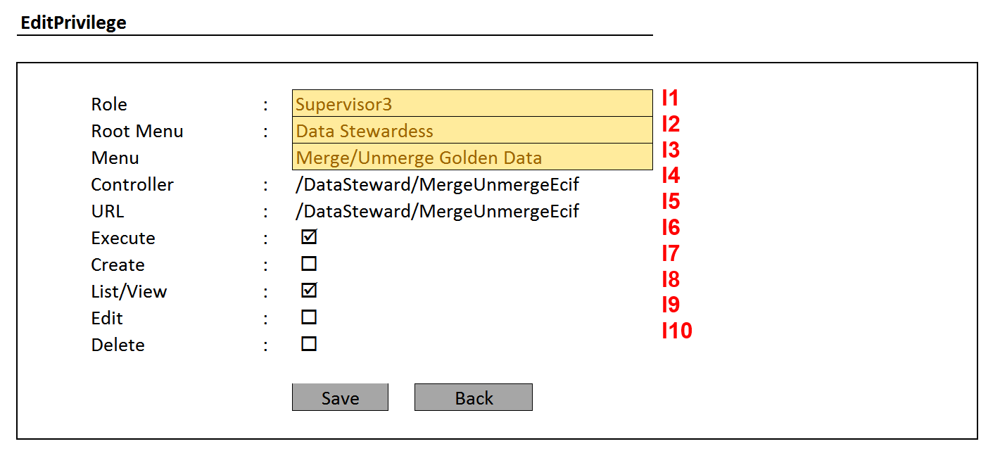 EditPrivilege
Role : Supervisor3 I1
Root Menu : Data Stewardess I2
Menu Merge/Unmerge Golden Data I3
Controller : /DataSteward/MergeUnmergeEcif I4
URL : /DataSteward/MergeUnmergeEcif I5
Execute : I6
Create : I7
List/View : I8
Edit : I9
Delete : I10
Save Back